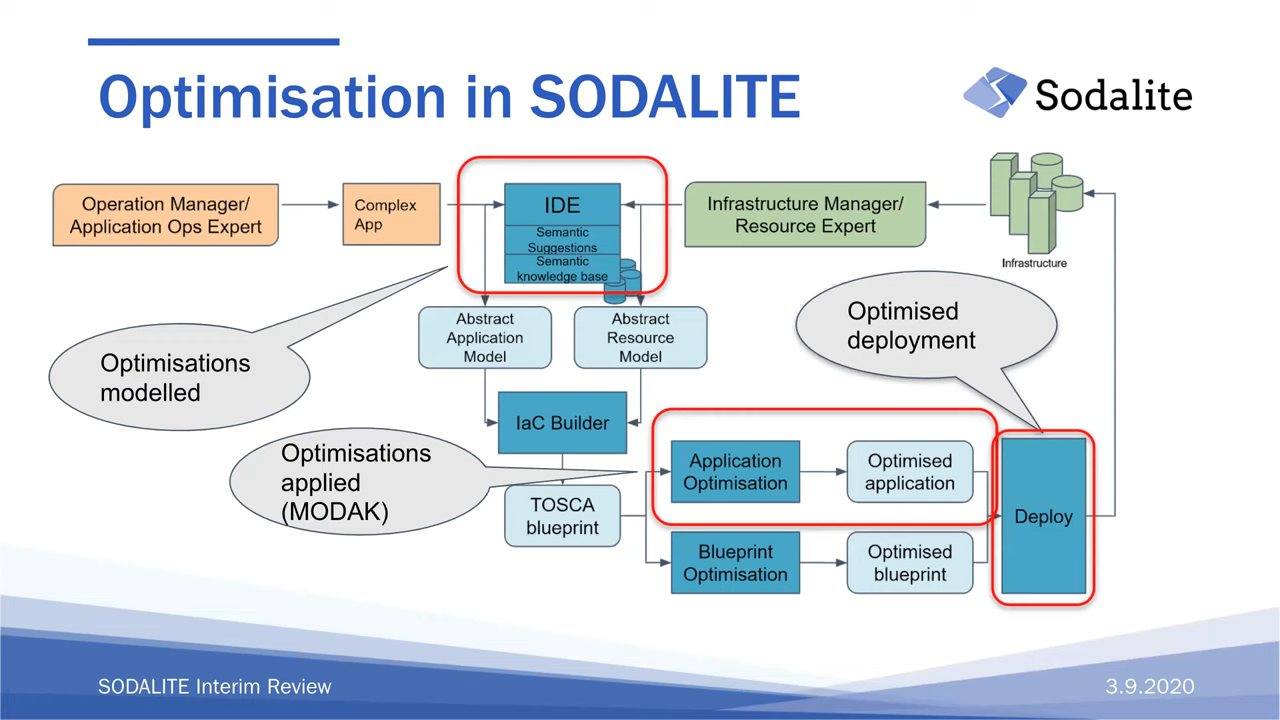 Optimisation in SODALITE
Sodalite
Operation Manager/
Application Ops Expert
Complex
App
IDE
Semantic
Suggestions
Semantic
knowledge base
Infrastructure Manager/
Resource Expert
Infrastructure
Optimisations
modelled
Abstract
Application
Model
Abstract
Resource
Model
Optimised
deployment
IaC Builder
Optimisations
applied
(MODAK)
TOSCA
blueprint
Application
Optimisation
Optimised
application
Blueprint
Optimisation
Optimised
blueprint
Deploy
SODALITE Interim Review
3.9.2020